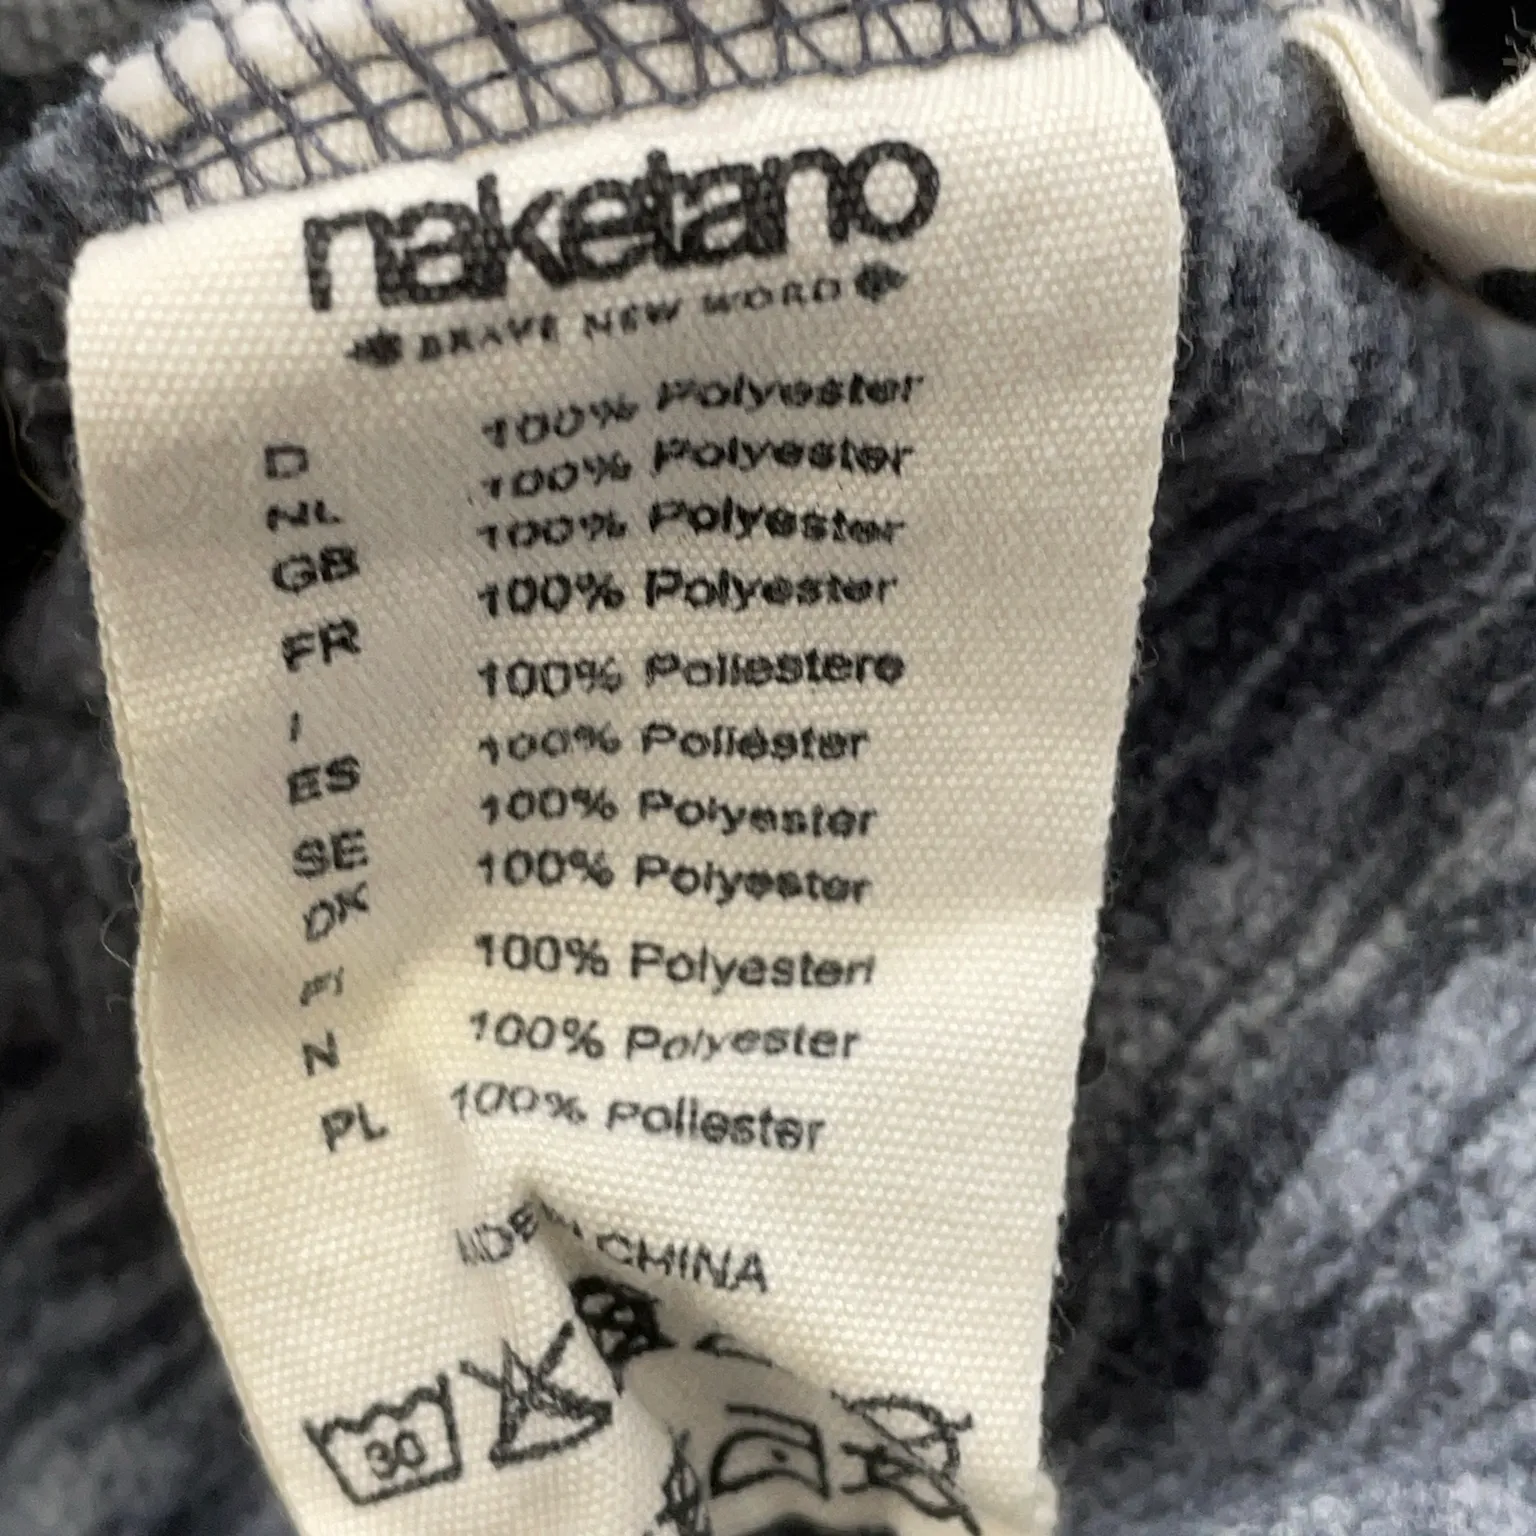 naketano
BRAVE NEW WORD
D 100% Polyester
NL 100% Polyester
GB 100% Polyester
FR 100% Polyester
I 100% Poliestere
ES 100% Poliéster
SE 100% Polyester
DK 100% Polyester
FI 100% Polyesteri
N 100% Polyester
PL 100% Poliester
CHINA
30